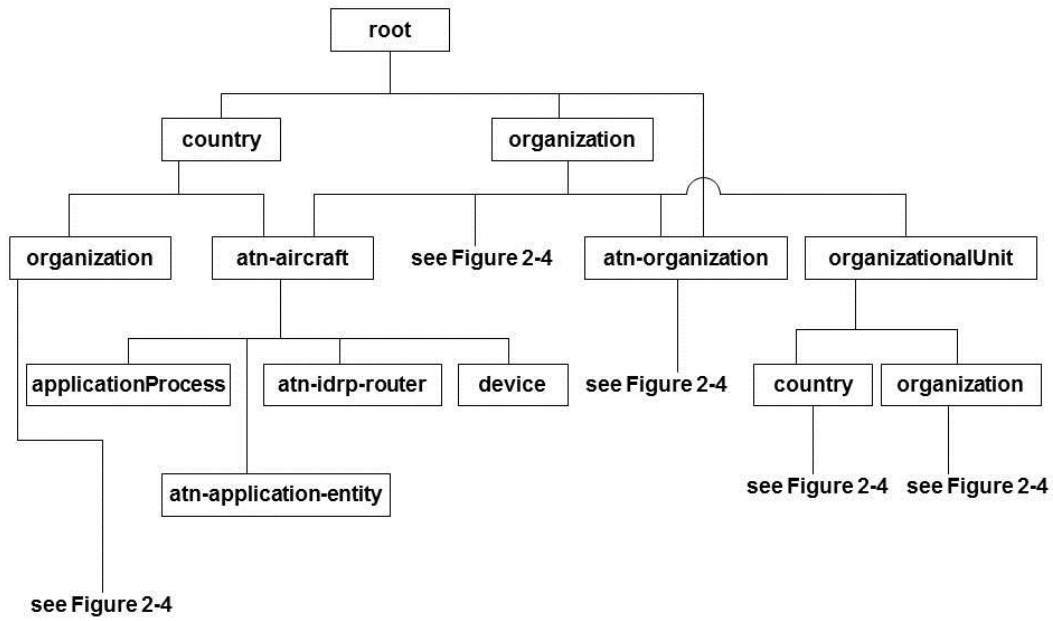 root
country
organization
organization
atn-aircraft
see Figure 2-4
atn-organization
organizationalUnit
applicationProcess
atn-idrp-router
device
see Figure 2-4
country
organization
atn-application-entity
see Figure 2-4
see Figure 2-4
see Figure 2-4